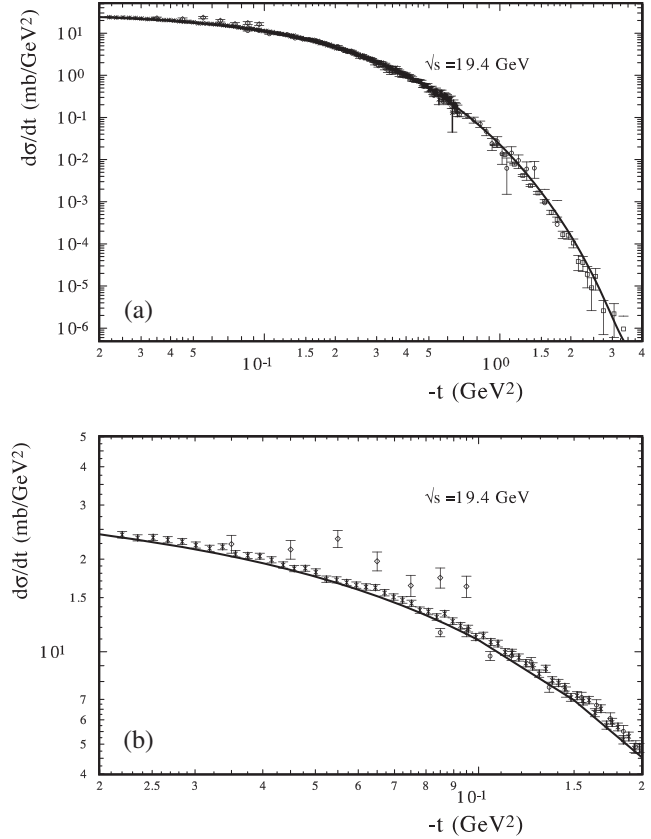 dσ/dt (mb/GeV²)
10¹
10⁰
√s =19.4 GeV
10⁻¹
10⁻²
10⁻³
10⁻⁴
10⁻⁵
10⁻⁶
(a)
2 3 4 5 10⁻¹ 2 3 4 5 10⁰ 1.5 2 3 4
-t (GeV²)
dσ/dt (mb/GeV²)
5
4
3
√s =19.4 GeV
2
1.5
10¹
7
6
5
4
(b)
2 2.5 3 4 5 6 7 8 9 10⁻¹ 1.5 2
-t (GeV²)